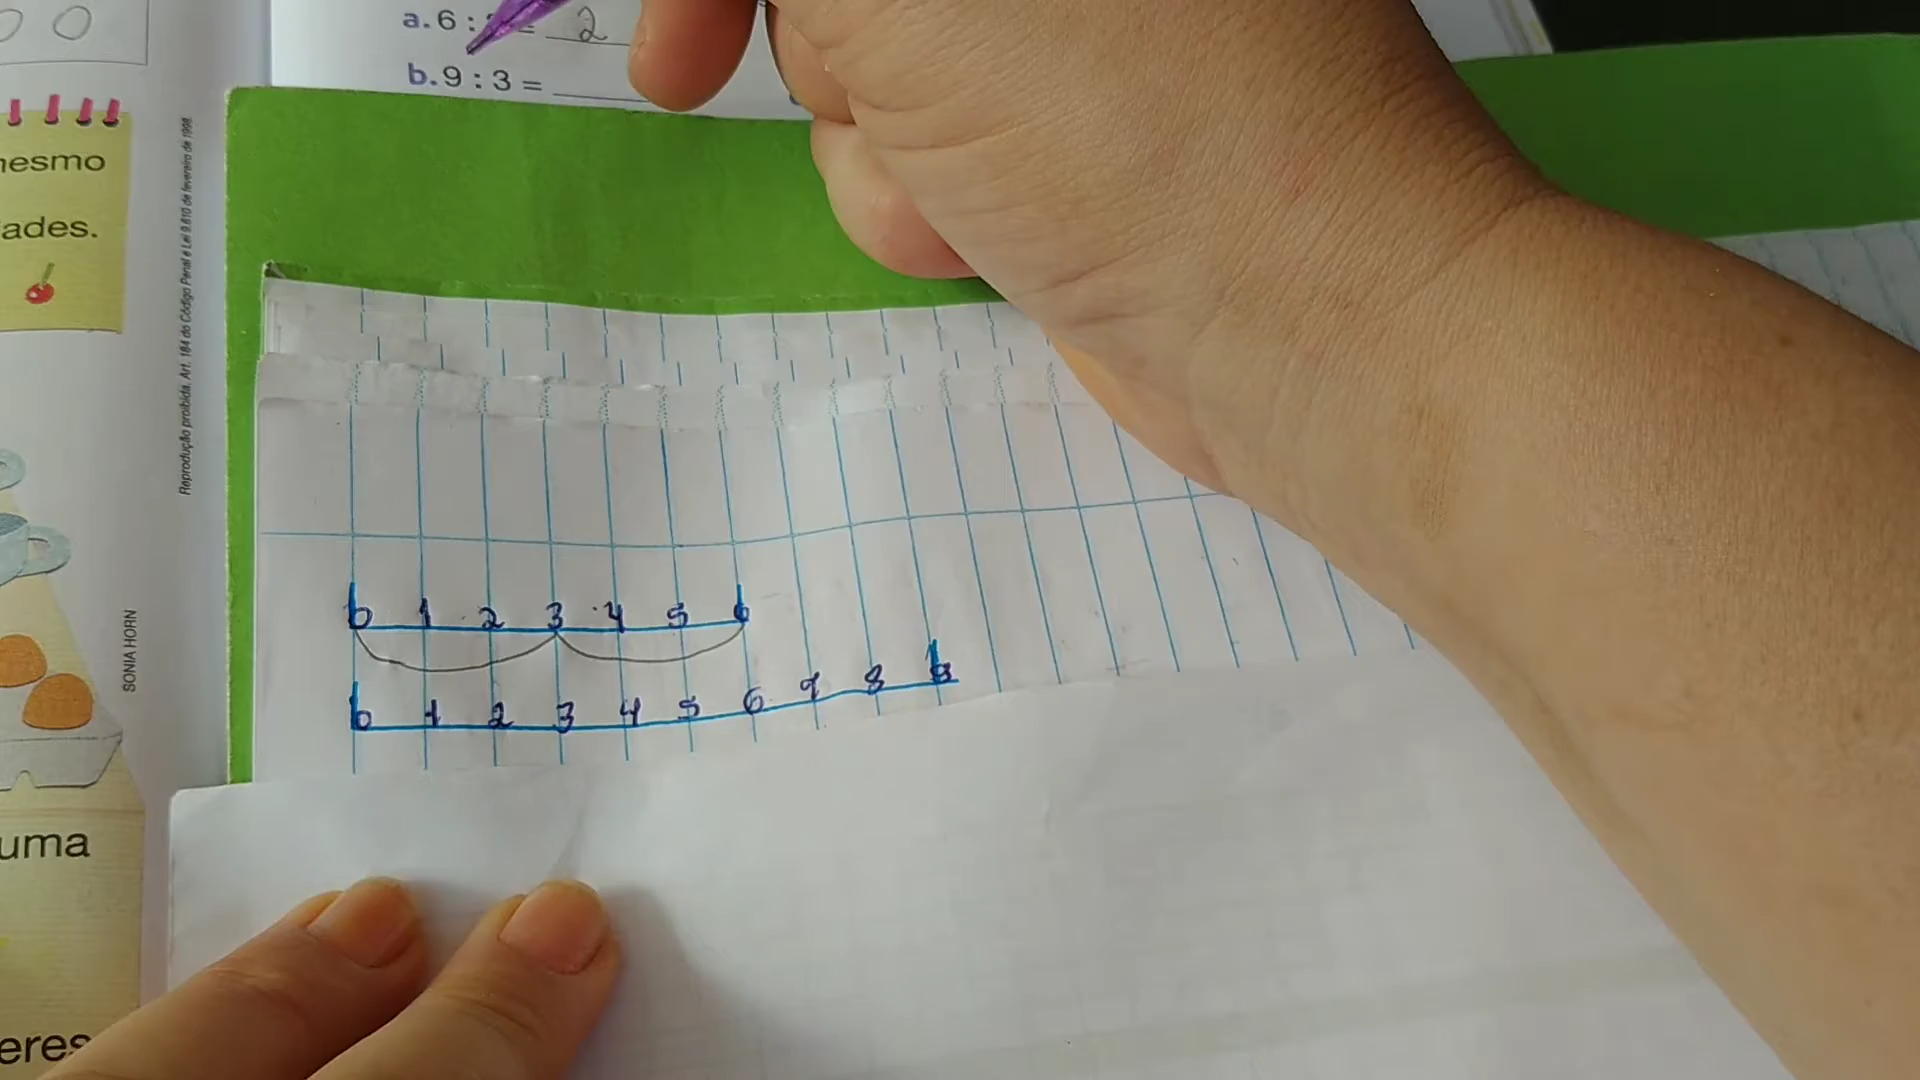 a. 6 : = 2
b. 9 : 3 =
mesmo
ades.
Reprodução proibida. Art. 184 do Código Penal e Lei 9.610 de fevereiro de 1998.
SONIA HORN
uma
eres
0 1 2 3 4 5 6
0 1 2 3 4 5 6 7 8 9